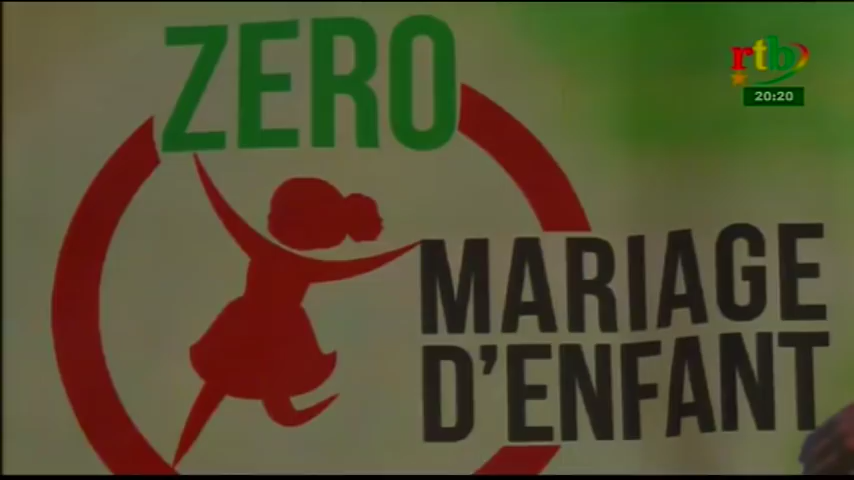 ZERO
rtb
20:20
MARIAGE
D'ENFANT